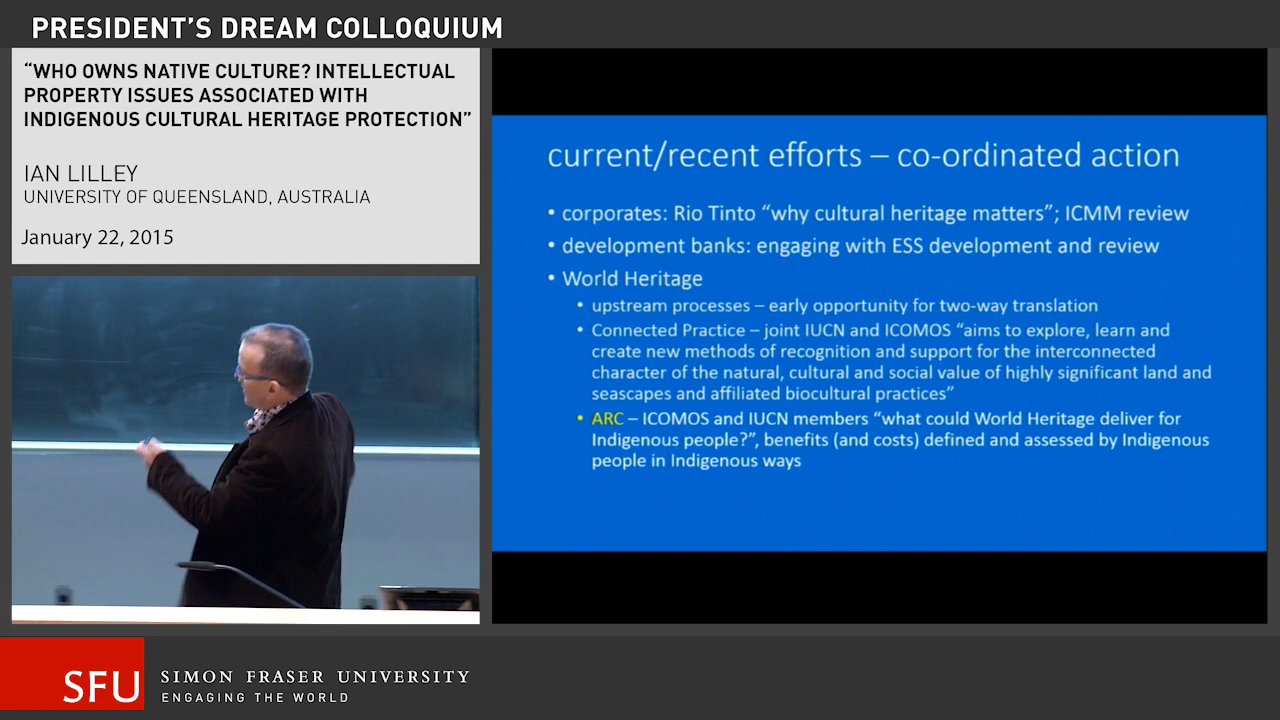 PRESIDENT'S DREAM COLLOQUIUM
“WHO OWNS NATIVE CULTURE? INTELLECTUAL
PROPERTY ISSUES ASSOCIATED WITH
INDIGENOUS CULTURAL HERITAGE PROTECTION”
IAN LILLEY
UNIVERSITY OF QUEENSLAND, AUSTRALIA
January 22, 2015
current/recent efforts – co-ordinated action
• corporates: Rio Tinto “why cultural heritage matters”; ICMM review
• development banks: engaging with ESS development and review
• World Heritage
• upstream processes – early opportunity for two-way translation
• Connected Practice – joint IUCN and ICOMOS “aims to explore, learn and
create new methods of recognition and support for the interconnected
character of the natural, cultural and social value of highly significant land and
seascapes and affiliated biocultural practices”
• ARC – ICOMOS and IUCN members “what could World Heritage deliver for
Indigenous people?”, benefits (and costs) defined and assessed by Indigenous
people in Indigenous ways
SFU
SIMON FRASER UNIVERSITY
ENGAGING THE WORLD